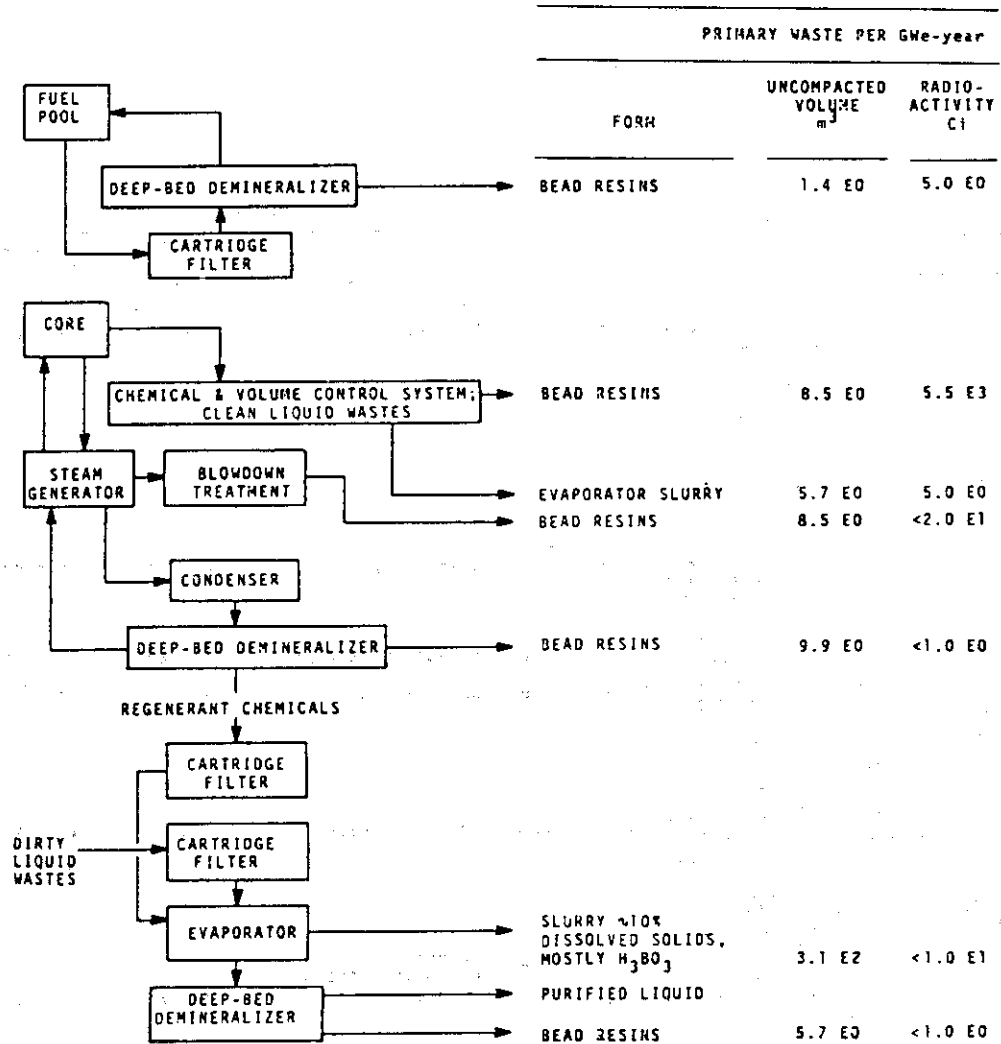 PRIMARY WASTE PER GWe-year
FORM
UNCOMPACTED
VOLUME
m3
RADIO-
ACTIVITY
Ci
FUEL
POOL
DEEP-BED DEMINERALIZER
BEAD RESINS 1.4 E0 5.0 E0
CARTRIDGE
FILTER
CORE
CHEMICAL & VOLUME CONTROL SYSTEM;
CLEAN LIQUID WASTES
BEAD RESINS 8.5 E0 5.5 E3
STEAM
GENERATOR
BLOWDOWN
TREATMENT
EVAPORATOR SLURRY 5.7 E0 5.0 E0
BEAD RESINS 8.5 E0 <2.0 E1
CONDENSER
DEEP-BED DEMINERALIZER
BEAD RESINS 9.9 E0 <1.0 E0
REGENERANT CHEMICALS
CARTRIDGE
FILTER
DIRTY
LIQUID
WASTES
CARTRIDGE
FILTER
EVAPORATOR
SLURRY ~10%
DISSOLVED SOLIDS,
MOSTLY H3BO3 3.1 E2 <1.0 E1
DEEP-BED
DEMINERALIZER
PURIFIED LIQUID
BEAD RESINS 5.7 E0 <1.0 E0